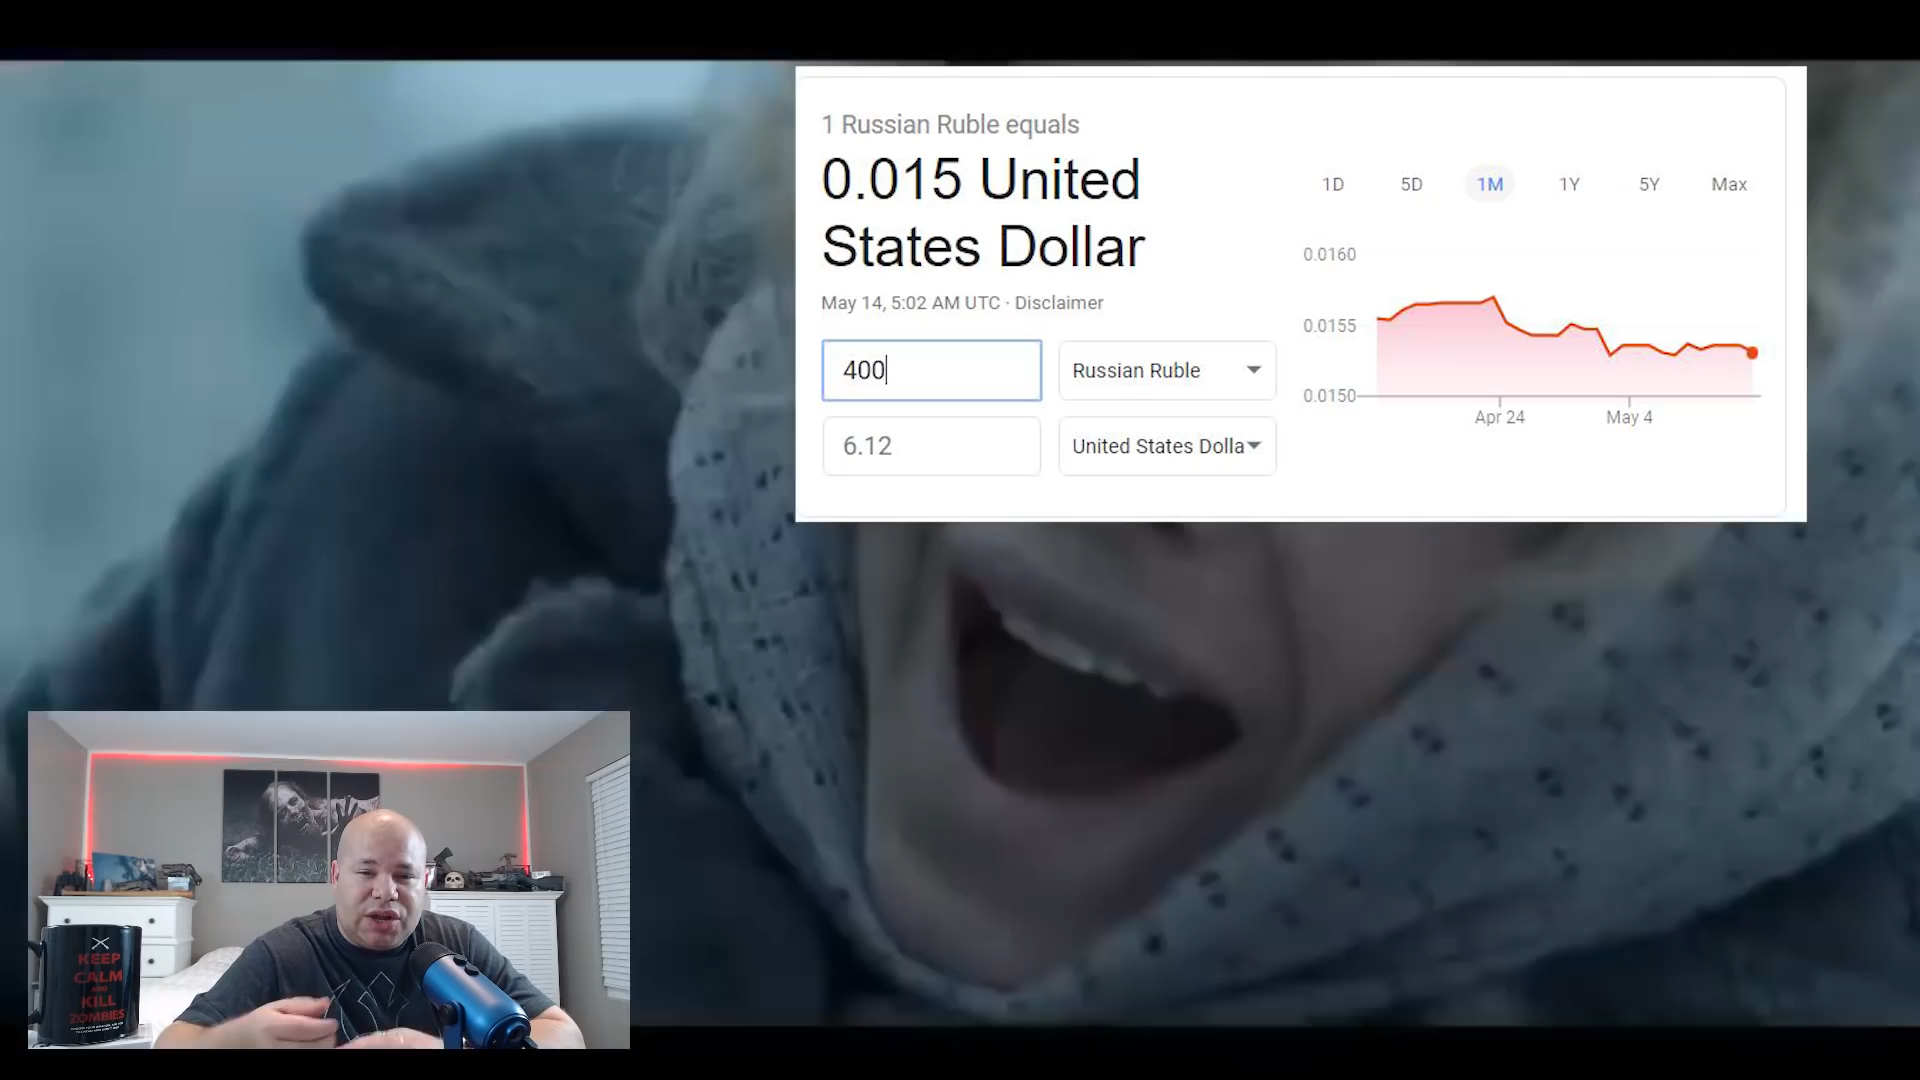 1 Russian Ruble equals
0.015 United
States Dollar
May 14, 5:02 AM UTC · Disclaimer
400
Russian Ruble
6.12
United States Dolla
1D 5D 1M 1Y 5Y Max
0.0160
0.0155
0.0150
Apr 24 May 4
KEEP
CALM
AND
KILL
ZOMBIES